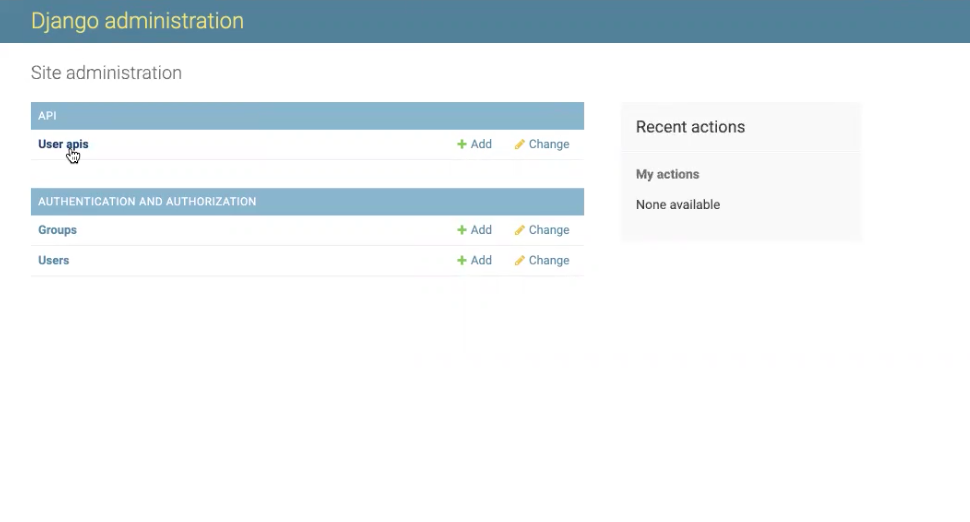 Django administration
Site administration
API
User apis Add Change
AUTHENTICATION AND AUTHORIZATION
Groups Add Change
Users Add Change
Recent actions
My actions
None available